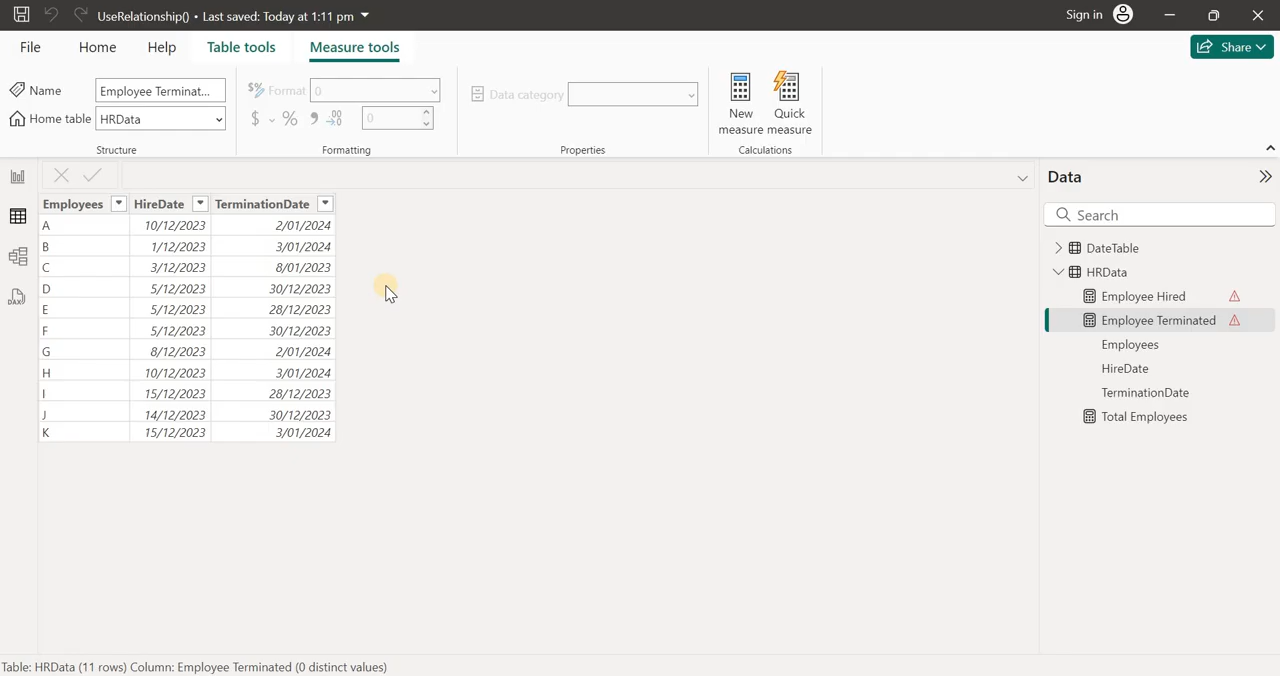 UseRelationship() • Last saved: Today at 1:11 pm
Sign in
File
Home
Help
Table tools
Measure tools
Share
Name
Employee Terminat...
Home table
HRData
Structure
Format
0
$
%
0
Formatting
Data category
Properties
New measure
Quick measure
Calculations
Employees HireDate TerminationDate
A 10/12/2023 2/01/2024
B 1/12/2023 3/01/2024
C 3/12/2023 8/01/2023
D 5/12/2023 30/12/2023
E 5/12/2023 28/12/2023
F 5/12/2023 30/12/2023
G 8/12/2023 2/01/2024
H 10/12/2023 3/01/2024
I 15/12/2023 28/12/2023
J 14/12/2023 30/12/2023
K 15/12/2023 3/01/2024
Data
Search
DateTable
HRData
Employee Hired
Employee Terminated
Employees
HireDate
TerminationDate
Total Employees
Table: HRData (11 rows) Column: Employee Terminated (0 distinct values)